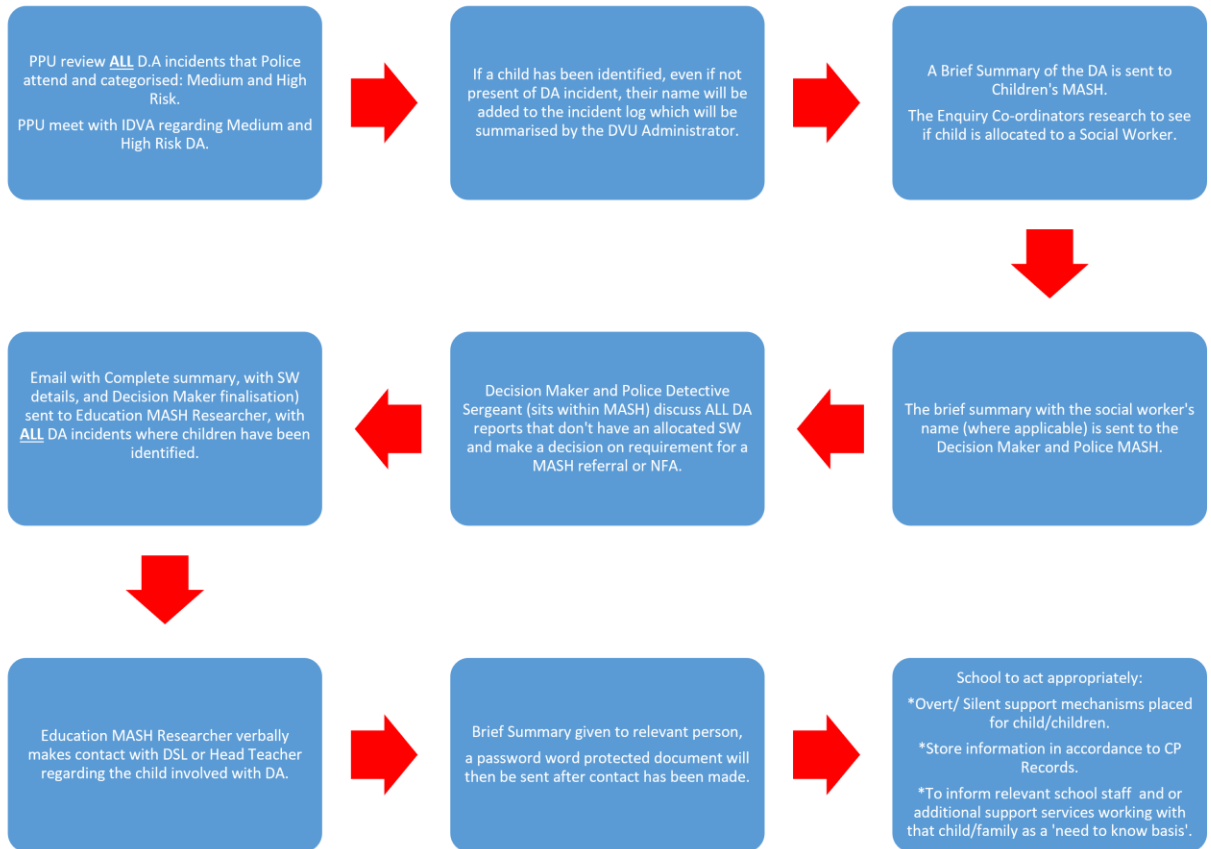 PPU review ALL D.A incidents that Police
attend and categorised: Medium and High
Risk.
PPU meet with IDVA regarding Medium and
High Risk DA.
If a child has been identified, even if not
present of DA incident, their name will be
added to the incident log which will be
summarised by the DVU Administrator.
A Brief Summary of the DA is sent to
Children's MASH.
The Enquiry Co-ordinators research to see
if child is allocated to a Social Worker.
The brief summary with the social worker's
name (where applicable) is sent to the
Decision Maker and Police MASH.
Decision Maker and Police Detective
Sergeant (sits within MASH) discuss ALL DA
reports that don't have an allocated SW
and make a decision on requirement for a
MASH referral or NFA.
Email with Complete summary, with SW
details, and Decision Maker finalisation)
sent to Education MASH Researcher, with
ALL DA incidents where children have been
identified.
Education MASH Researcher verbally
makes contact with DSL or Head Teacher
regarding the child involved with DA.
Brief Summary given to relevant person,
a password word protected document will
then be sent after contact has been made.
School to act appropriately:
*Overt/ Silent support mechanisms placed
for child/children.
*Store information in accordance to CP
Records.
*To inform relevant school staff and or
additional support services working with
that child/family as a 'need to know basis'.